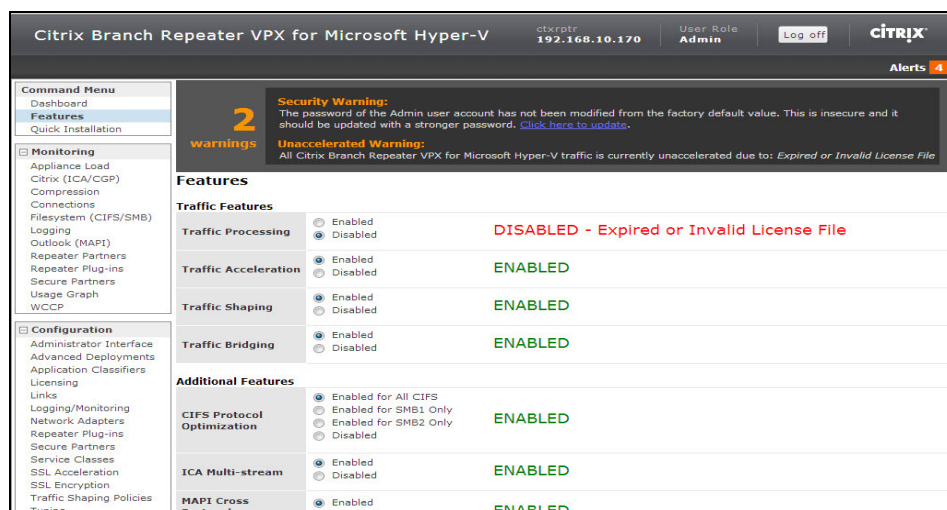 Citrix Branch Repeater VPX for Microsoft Hyper-V
ctxrptr
192.168.10.170
User Role
Admin
Log off
CİTRIX
Alerts 4
Command Menu
Dashboard
Features
Quick Installation
Monitoring
Appliance Load
Citrix (ICA/CGP)
Compression
Connections
Filesystem (CIFS/SMB)
Logging
Outlook (MAPI)
Repeater Partners
Repeater Plug-ins
Secure Partners
Usage Graph
WCCP
Configuration
Administrator Interface
Advanced Deployments
Application Classifiers
Licensing
Links
Logging/Monitoring
Network Adapters
Repeater Plug-ins
Secure Partners
Service Classes
SSL Acceleration
SSL Encryption
Traffic Shaping Policies
2
warnings
Security Warning:
The password of the Admin user account has not been modified from the factory default value. This is insecure and it
should be updated with a stronger password. Click here to update.
Unaccelerated Warning:
All Citrix Branch Repeater VPX for Microsoft Hyper-V traffic is currently unaccelerated due to: Expired or Invalid License File
Features
Traffic Features
Traffic Processing
Enabled
Disabled
DISABLED - Expired or Invalid License File
Traffic Acceleration
Enabled
Disabled
ENABLED
Traffic Shaping
Enabled
Disabled
ENABLED
Traffic Bridging
Enabled
Disabled
ENABLED
Additional Features
CIFS Protocol
Optimization
Enabled for All CIFS
Enabled for SMB1 Only
Enabled for SMB2 Only
Disabled
ENABLED
ICA Multi-stream
Enabled
Disabled
ENABLED
MAPI Cross
Enabled
ENABLED